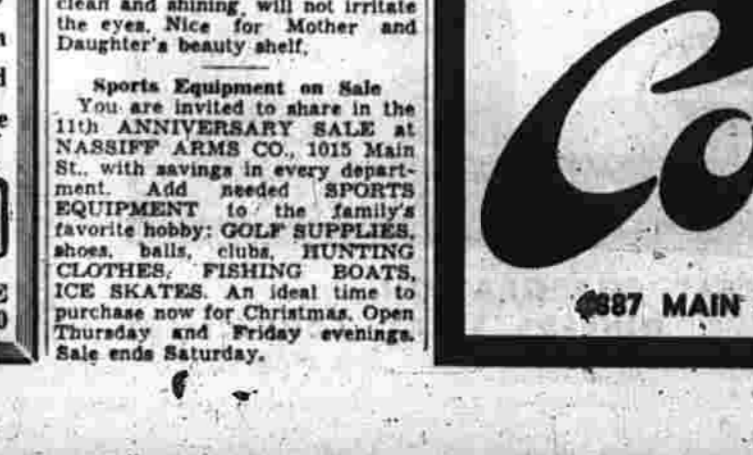 clean and shining, will not irritate
the eyes. Nice for Mother and
Daughter's beauty shelf.
Sports Equipment on Sale
You are invited to share in the
11th ANNIVERSARY SALE at
NASSIFF ARMS CO., 1015 Main
St., with savings in every depart-
ment. Add needed SPORTS
EQUIPMENT to the family's
favorite hobby: GOLF SUPPLIES,
shoes, balls, clubs, HUNTING
CLOTHES, FISHING BOATS,
ICE SKATES. An ideal time to
purchase now for Christmas. Open
Thursday and Friday evenings.
Sale ends Saturday.
Co
887 MAIN